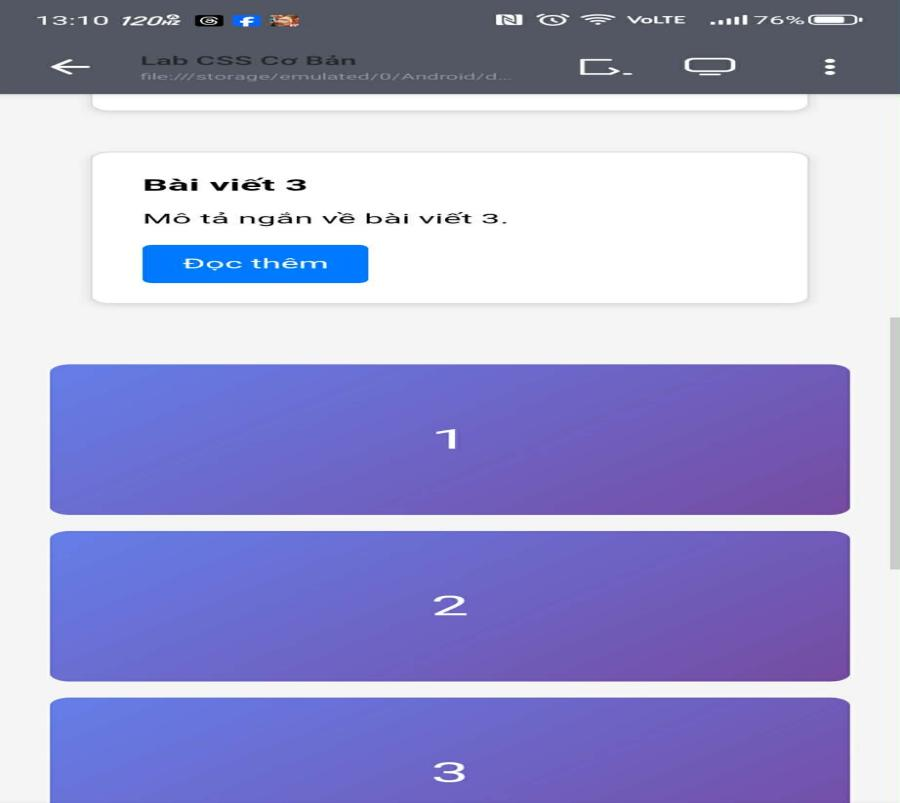 13:10 120Hz VoLTE 76%
Lab CSS Cơ Bản
file:///storage/emulated/0/Android/d...
Bài viết 3
Mô tả ngắn về bài viết 3.
Đọc thêm
1
2
3